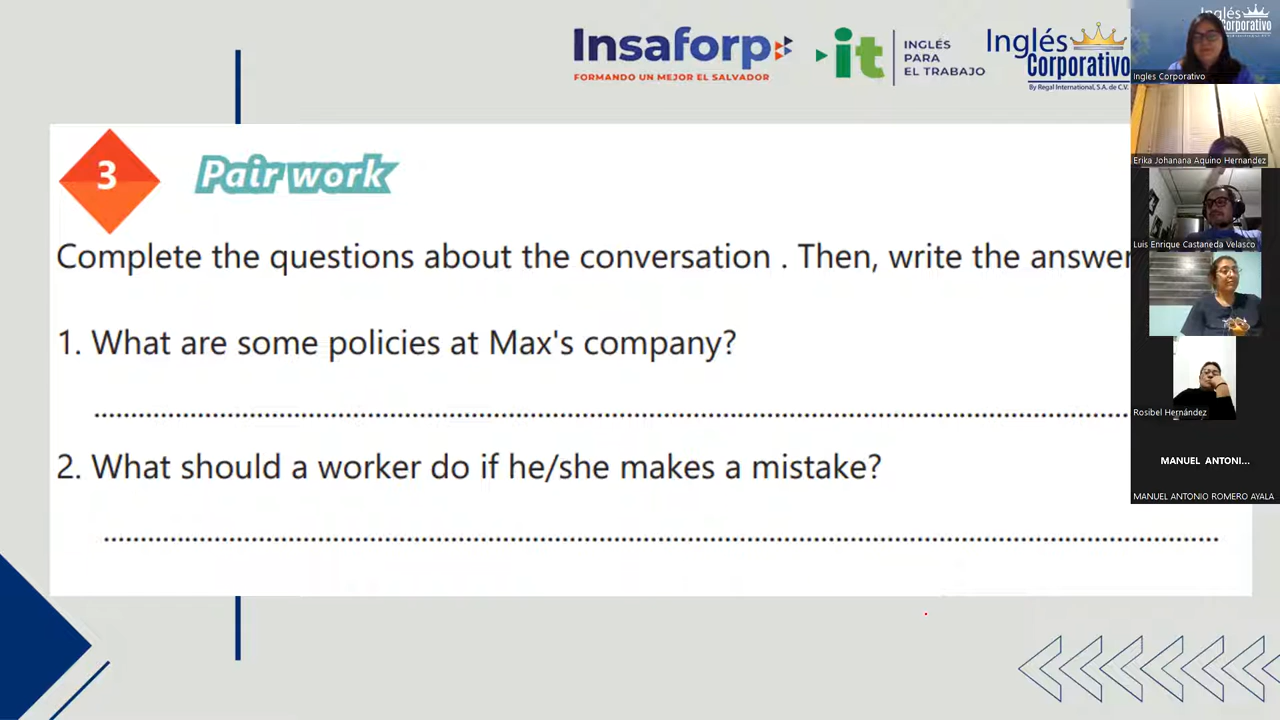 Insaforp
FORMANDO UN MEJOR EL SALVADOR
it
INGLÉS
PARA
EL TRABAJO
Inglés
Corporativo
By Regal International, S.A. de C.V.
Inglés
Corporativo
Ingles Corporativo
3
Pair work
Complete the questions about the conversation . Then, write the answer
1. What are some policies at Max's company?
2. What should a worker do if he/she makes a mistake?
Erika Johanana Aquino Hernandez
Luis Enrique Castaneda Velasco
Rosibel Hernández
MANUEL ANTONI...
MANUEL ANTONIO ROMERO AYALA